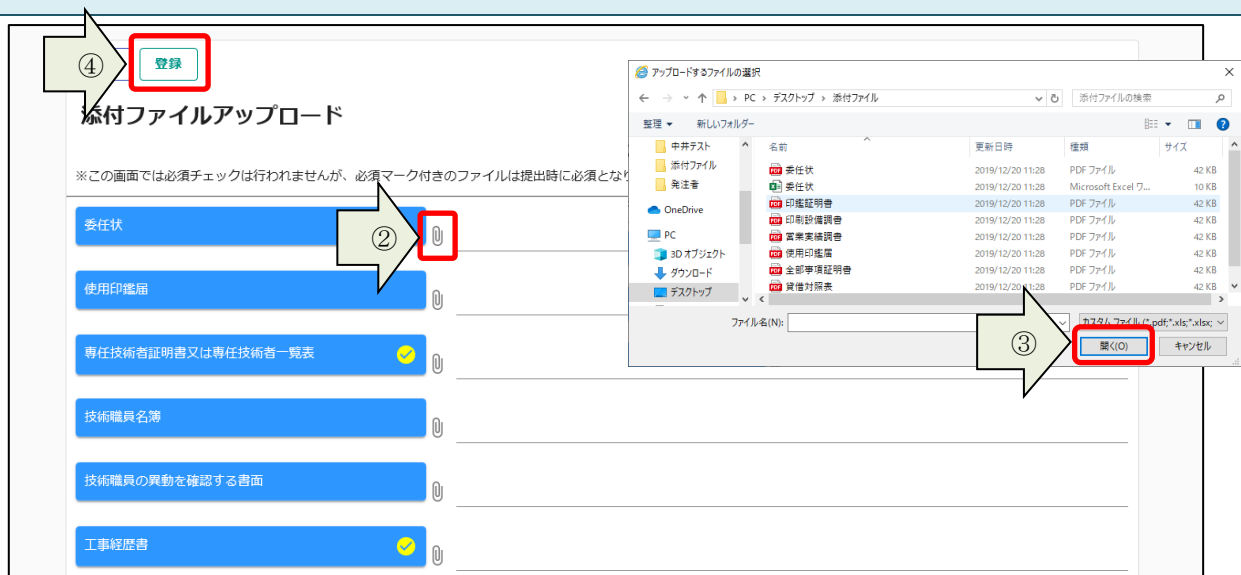 ④
登録
添付ファイルアップロード
※この画面では必須チェックは行われませんが、必須マーク付きのファイルは提出時に必須とな
委任状
②
使用印鑑届
専任技術者証明書又は専任技術者一覧表
技術職員名簿
技術職員の異動を確認する書面
工事経歴書
アップロードするファイルの選択
PC › デスクトップ › 添付ファイル
添付ファイルの検索
整理
新しいフォルダー
中井テスト
添付ファイル
発注者
OneDrive
PC
3D オブジェクト
ダウンロード
デスクトップ
名前 更新日時 種類 サイズ
委任状 2019/12/20 11:28 PDF ファイル 42 KB
委任状 2019/12/20 11:28 Microsoft Excel ワ... 10 KB
印鑑証明書 2019/12/20 11:28 PDF ファイル 42 KB
印刷設備調書 2019/12/20 11:28 PDF ファイル 42 KB
営業実績調書 2019/12/20 11:28 PDF ファイル 42 KB
使用印鑑届 2019/12/20 11:28 PDF ファイル 42 KB
全部事項証明書 2019/12/20 11:28 PDF ファイル 42 KB
貸借対照表 2019/12/20 11:28 PDF ファイル 42 KB
ファイル名(N):
カスタム ファイル (*.pdf;*.xls;*.xlsx;
③
開く(O)
キャンセル